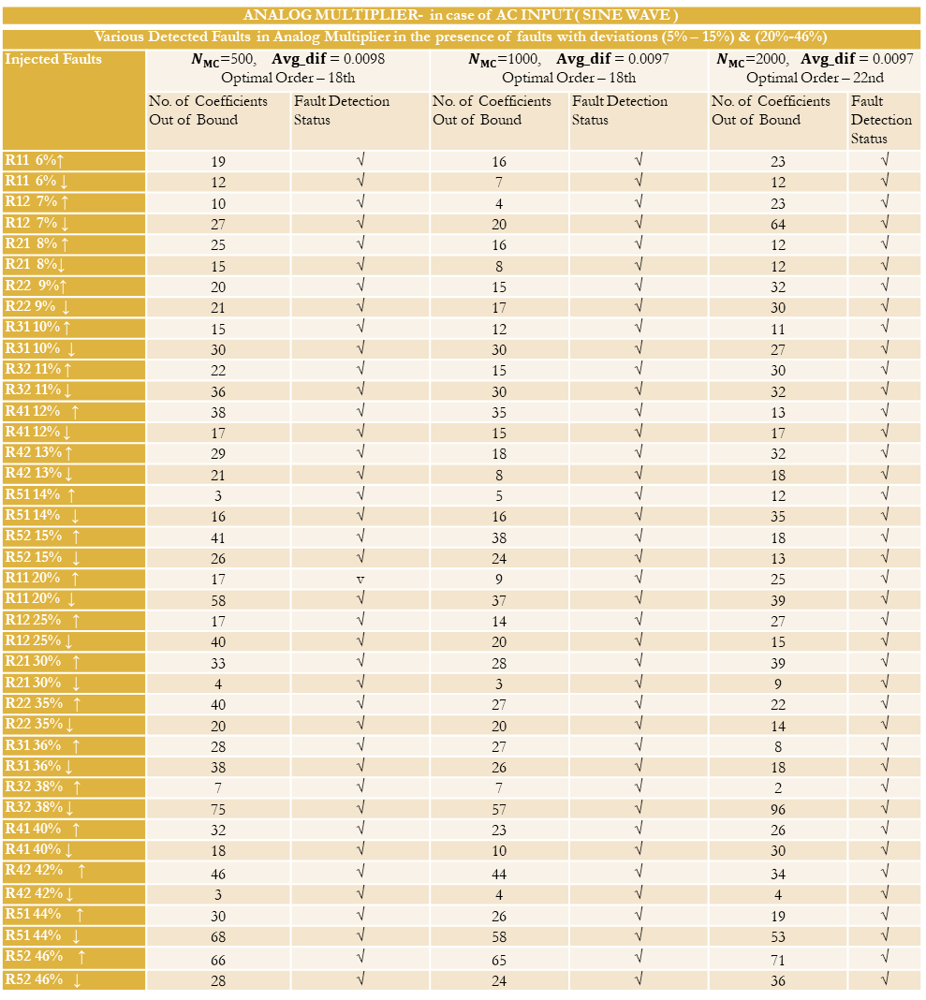 ANALOG MULTIPLIER- in case of AC INPUT( SINE WAVE )
Various Detected Faults in Analog Multiplier in the presence of faults with deviations (5% – 15%) & (20%-46%)
Injected Faults N_MC=500, Avg_dif = 0.0098 N_MC=1000, Avg_dif = 0.0097 N_MC=2000, Avg_dif = 0.0097
Optimal Order – 18th Optimal Order – 18th Optimal Order – 22nd
No. of Coefficients Fault Detection No. of Coefficients Fault Detection No. of Coefficients Fault
Out of Bound Status Out of Bound Status Out of Bound Detection
Status
R11 6%↑ 19 √ 16 √ 23 √
R11 6%↓ 12 √ 7 √ 12 √
R12 7%↑ 10 √ 4 √ 23 √
R12 7%↓ 27 √ 20 √ 64 √
R21 8%↑ 25 √ 16 √ 12 √
R21 8%↓ 15 √ 8 √ 12 √
R22 9%↑ 20 √ 15 √ 32 √
R22 9% ↓ 21 √ 17 √ 30 √
R31 10%↑ 15 √ 12 √ 11 √
R31 10% ↓ 30 √ 30 √ 27 √
R32 11%↑ 22 √ 15 √ 30 √
R32 11%↓ 36 √ 30 √ 32 √
R41 12% ↑ 38 √ 35 √ 13 √
R41 12%↓ 17 √ 15 √ 17 √
R42 13%↑ 29 √ 18 √ 32 √
R42 13%↓ 21 √ 8 √ 18 √
R51 14% ↑ 3 √ 5 √ 12 √
R51 14% ↓ 16 √ 16 √ 35 √
R52 15% ↑ 41 √ 38 √ 18 √
R52 15% ↓ 26 √ 24 √ 13 √
R11 20% ↑ 17 v 9 √ 25 √
R11 20% ↓ 58 √ 37 √ 39 √
R12 25% ↑ 17 √ 14 √ 27 √
R12 25%↓ 40 √ 20 √ 15 √
R21 30% ↑ 33 √ 28 √ 39 √
R21 30% ↓ 4 √ 3 √ 9 √
R22 35% ↑ 40 √ 27 √ 22 √
R22 35%↓ 20 √ 20 √ 14 √
R31 36% ↑ 28 √ 27 √ 8 √
R31 36%↓ 38 √ 26 √ 18 √
R32 38% ↑ 7 √ 7 √ 2 √
R32 38%↓ 75 √ 57 √ 96 √
R41 40% ↑ 32 √ 23 √ 26 √
R41 40%↓ 18 √ 10 √ 30 √
R42 42% ↑ 46 √ 44 √ 34 √
R42 42%↓ 3 √ 4 √ 4 √
R51 44% ↑ 30 √ 26 √ 19 √
R51 44% ↓ 68 √ 58 √ 53 √
R52 46% ↑ 66 √ 65 √ 71 √
R52 46% ↓ 28 √ 24 √ 36 √